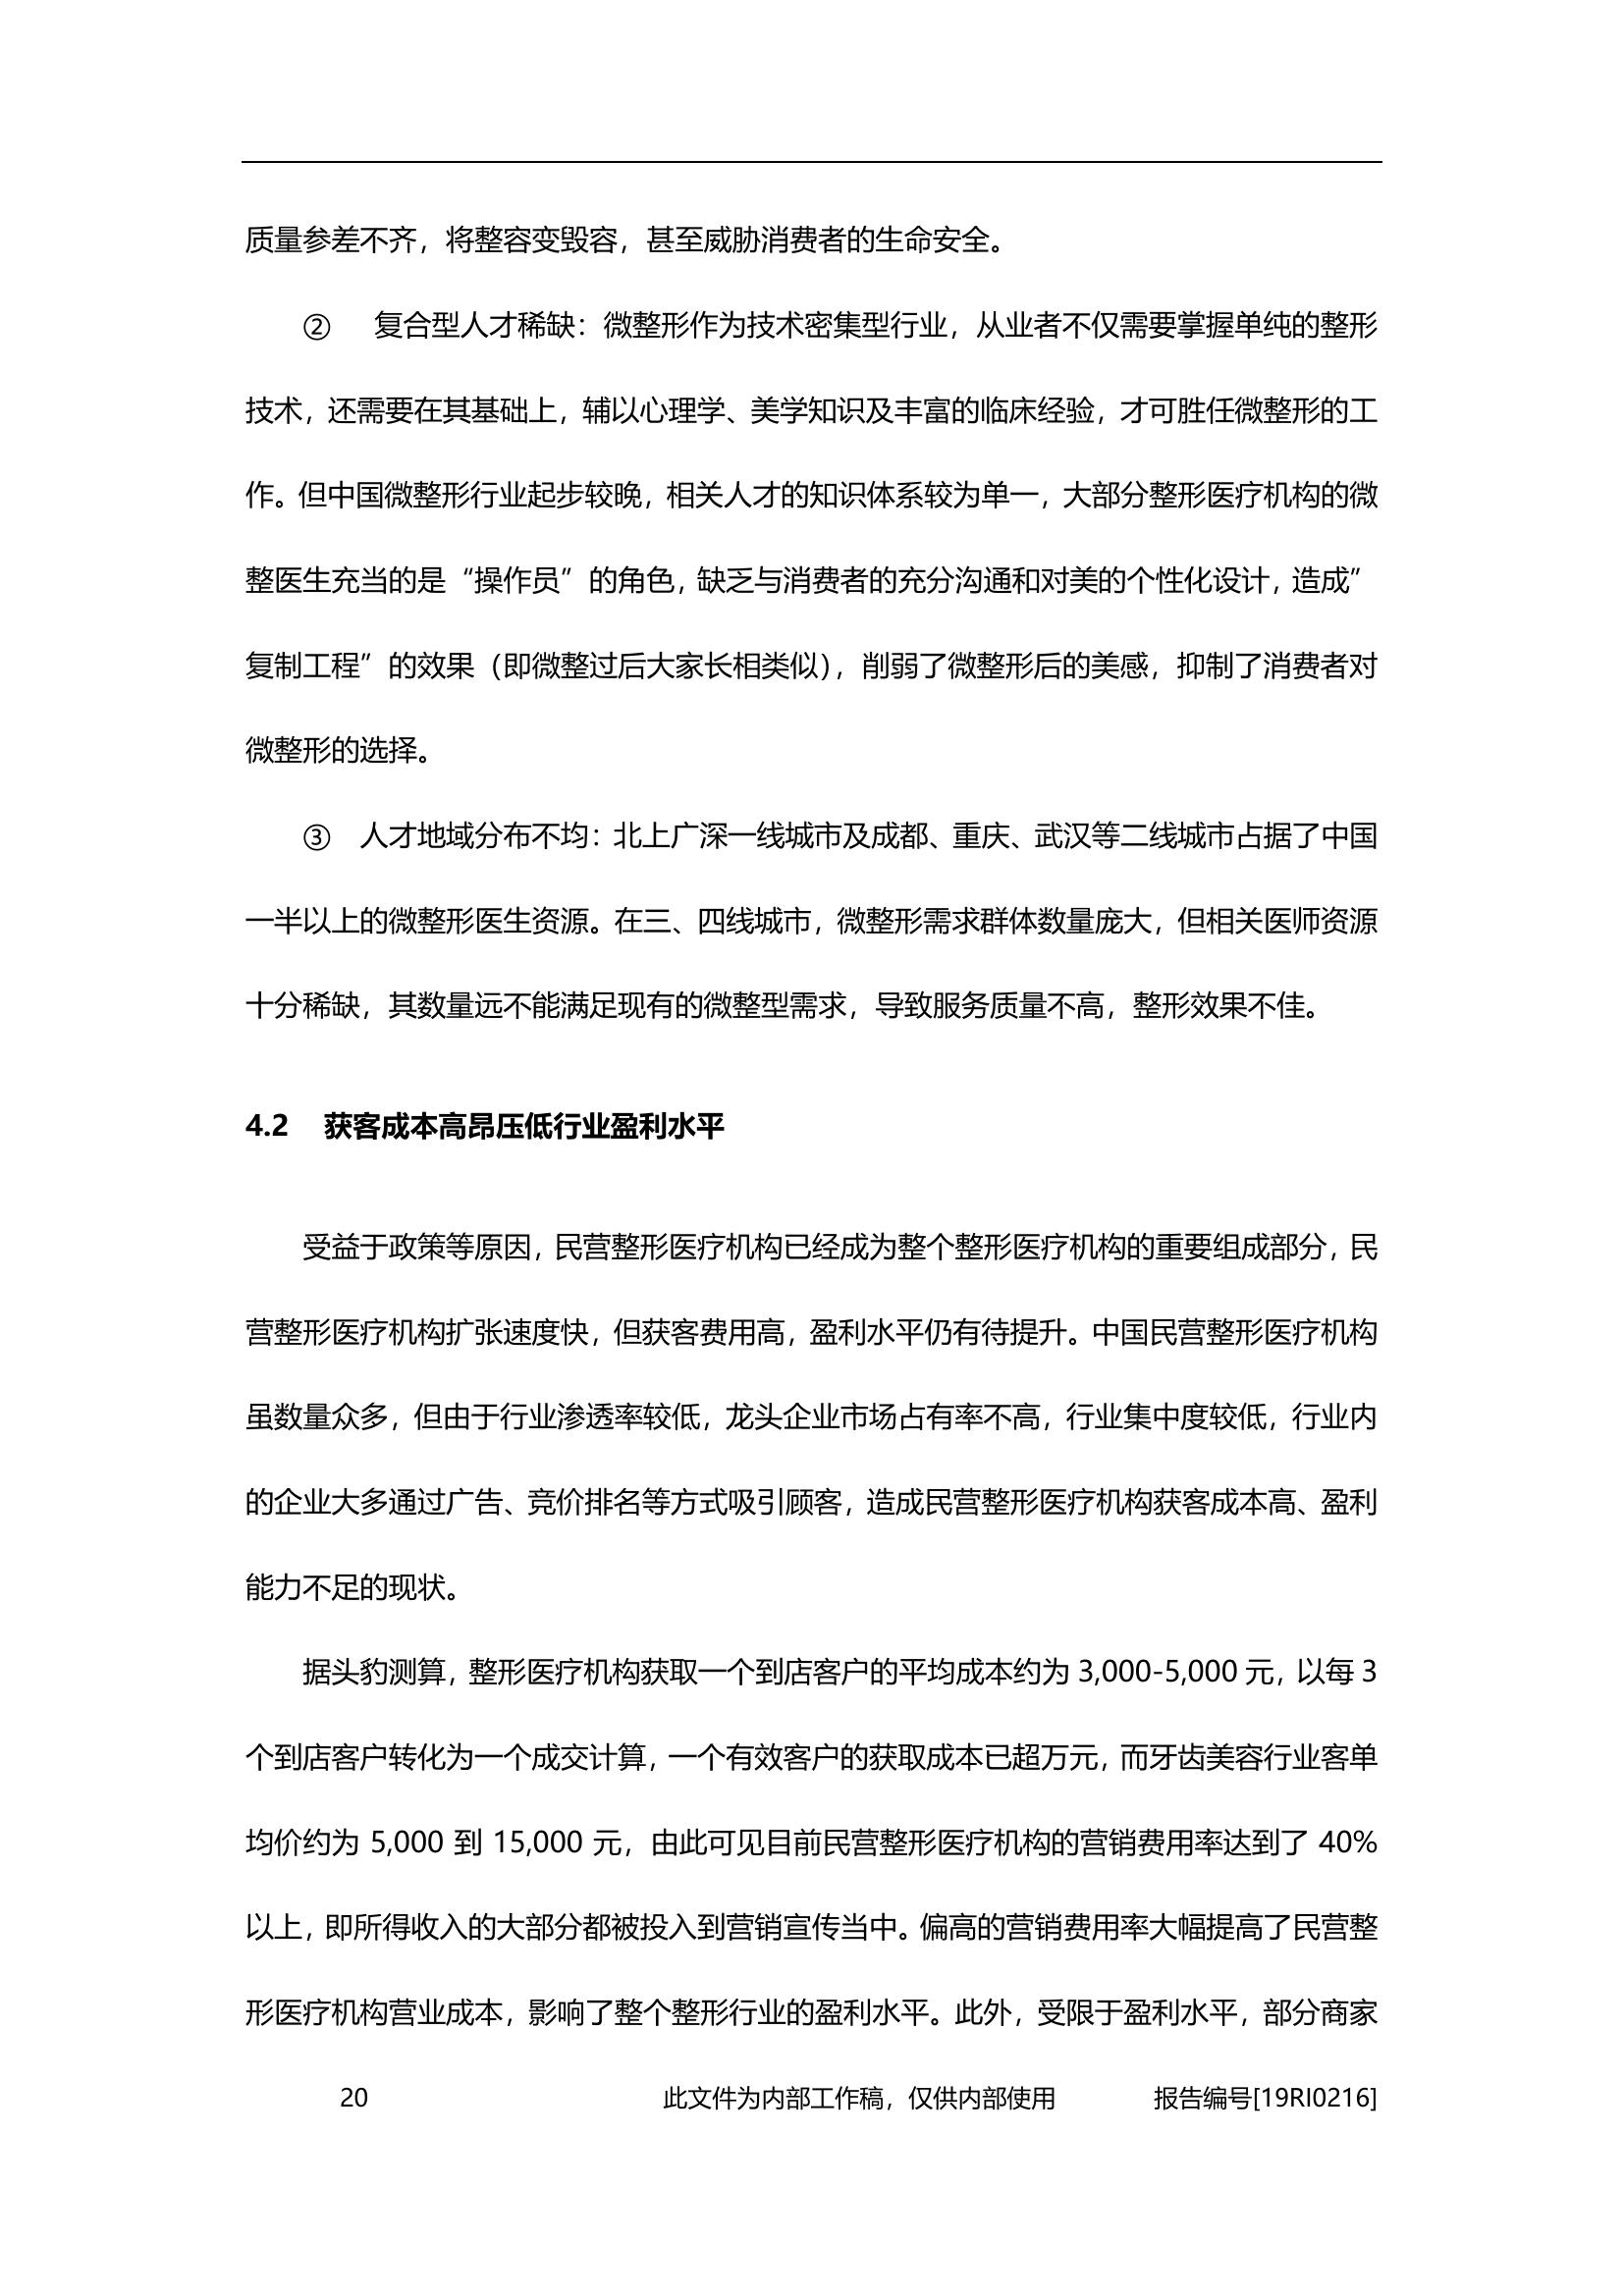 质量参差不齐，将整容变毁容，甚至威胁消费者的生命安全。
② 复合型人才稀缺：微整形作为技术密集型行业，从业者不仅需要掌握单纯的整形
技术，还需要在其基础上，辅以心理学、美学知识及丰富的临床经验，才可胜任微整形的工
作。但中国微整形行业起步较晚，相关人才的知识体系较为单一，大部分整形医疗机构的微
整医生充当的是“操作员”的角色，缺乏与消费者的充分沟通和对美的个性化设计，造成”
复制工程”的效果（即微整过后大家长相类似），削弱了微整形后的美感，抑制了消费者对
微整形的选择。
③ 人才地域分布不均：北上广深一线城市及成都、重庆、武汉等二线城市占据了中国
一半以上的微整形医生资源。在三、四线城市，微整形需求群体数量庞大，但相关医师资源
十分稀缺，其数量远不能满足现有的微整型需求，导致服务质量不高，整形效果不佳。
4.2 获客成本高昂压低行业盈利水平
受益于政策等原因，民营整形医疗机构已经成为整个整形医疗机构的重要组成部分，民
营整形医疗机构扩张速度快，但获客费用高，盈利水平仍有待提升。中国民营整形医疗机构
虽数量众多，但由于行业渗透率较低，龙头企业市场占有率不高，行业集中度较低，行业内
的企业大多通过广告、竞价排名等方式吸引顾客，造成民营整形医疗机构获客成本高、盈利
能力不足的现状。
据头豹测算，整形医疗机构获取一个到店客户的平均成本约为 3,000-5,000 元，以每 3
个到店客户转化为一个成交计算，一个有效客户的获取成本已超万元，而牙齿美容行业客单
均价约为 5,000 到 15,000 元，由此可见目前民营整形医疗机构的营销费用率达到了 40%
以上，即所得收入的大部分都被投入到营销宣传当中。偏高的营销费用率大幅提高了民营整
形医疗机构营业成本，影响了整个整形行业的盈利水平。此外，受限于盈利水平，部分商家
20 此文件为内部工作稿，仅供内部使用 报告编号[19RI0216]